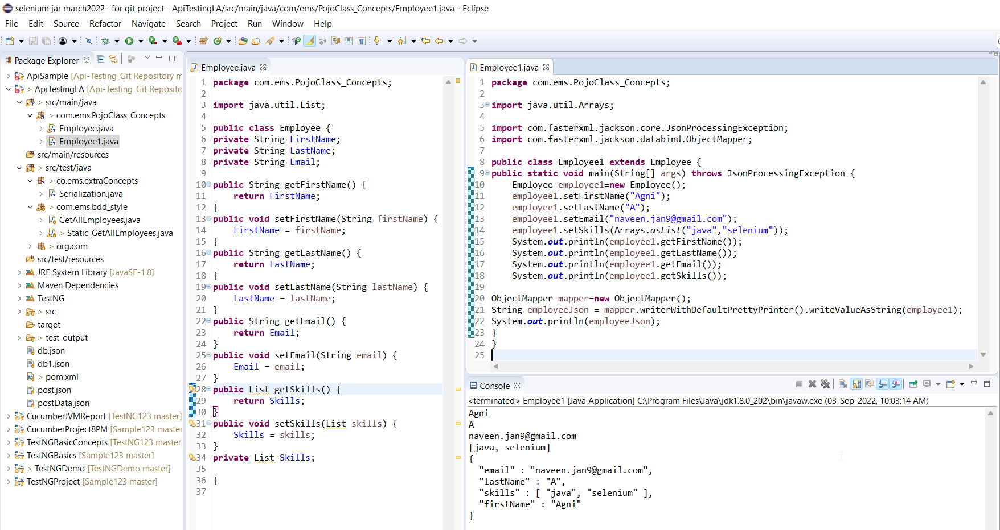 selenium jar march2022--for git project - ApiTestingLA/src/main/java/com/ems/PojoClass_Concepts/Employee1.java - Eclipse
File Edit Source Refactor Navigate Search Project Run Window Help
Package Explorer
ApiSample [Api-Testing_Git Repository m
> ApiTestingLA [Api-Testing_Git Reposito
> src/main/java
> com.ems.PojoClass_Concepts
Employee.java
Employee1.java
src/main/resources
> src/test/java
> co.ems.extraConcepts
Serialization.java
> com.ems.bdd_style
GetAllEmployees.java
> Static_GetAllEmployees.java
> org.com
src/test/resources
JRE System Library [JavaSE-1.8]
Maven Dependencies
TestNG
> src
target
> test-output
db.json
db1.json
> pom.xml
post.json
postData.json
CucumberJVMReport [TestNG123 master]
CucumberProject8PM [Sample123 master]
TestNGBasicConcepts [TestNG123 master
TestNGBasics [Sample123 master]
> TestNGDemo [TestNGDemo master]
TestNGProject [Sample123 master]
Employee.java
1 package com.ems.PojoClass_Concepts;
2
3 import java.util.List;
4
5 public class Employee {
6 private String FirstName;
7 private String LastName;
8 private String Email;
9
10 public String getFirstName() {
11     return FirstName;
12 }
13 public void setFirstName(String firstName) {
14     FirstName = firstName;
15 }
16 public String getLastName() {
17     return LastName;
18 }
19 public void setLastName(String lastName) {
20     LastName = lastName;
21 }
22 public String getEmail() {
23     return Email;
24 }
25 public void setEmail(String email) {
26     Email = email;
27 }
28 public List getSkills() {
29     return Skills;
30 }
31 public void setSkills(List skills) {
32     Skills = skills;
33 }
34 private List Skills;
35
36 }
37
Employee1.java
1 package com.ems.PojoClass_Concepts;
2
3 import java.util.Arrays;
4
5 import com.fasterxml.jackson.core.JsonProcessingException;
6 import com.fasterxml.jackson.databind.ObjectMapper;
7
8 public class Employee1 extends Employee {
9 public static void main(String[] args) throws JsonProcessingException {
10     Employee employee1=new Employee();
11     employee1.setFirstName("Agni");
12     employee1.setLastName("A");
13     employee1.setEmail("naveen.jan9@gmail.com");
14     employee1.setSkills(Arrays.asList("java","selenium"));
15     System.out.println(employee1.getFirstName());
16     System.out.println(employee1.getLastName());
17     System.out.println(employee1.getEmail());
18     System.out.println(employee1.getSkills());
19
20 ObjectMapper mapper=new ObjectMapper();
21 String employeeJson = mapper.writerWithDefaultPrettyPrinter().writeValueAsString(employee1);
22 System.out.println(employeeJson);
23 }
24 }
25
Console
<terminated> Employee1 [Java Application] C:\Program Files\Java\jdk1.8.0_202\bin\javaw.exe (03-Sep-2022, 10:03:14 AM)
Agni
A
naveen.jan9@gmail.com
[java, selenium]
{
  "email" : "naveen.jan9@gmail.com",
  "lastName" : "A",
  "skills" : [ "java", "selenium" ],
  "firstName" : "Agni"
}